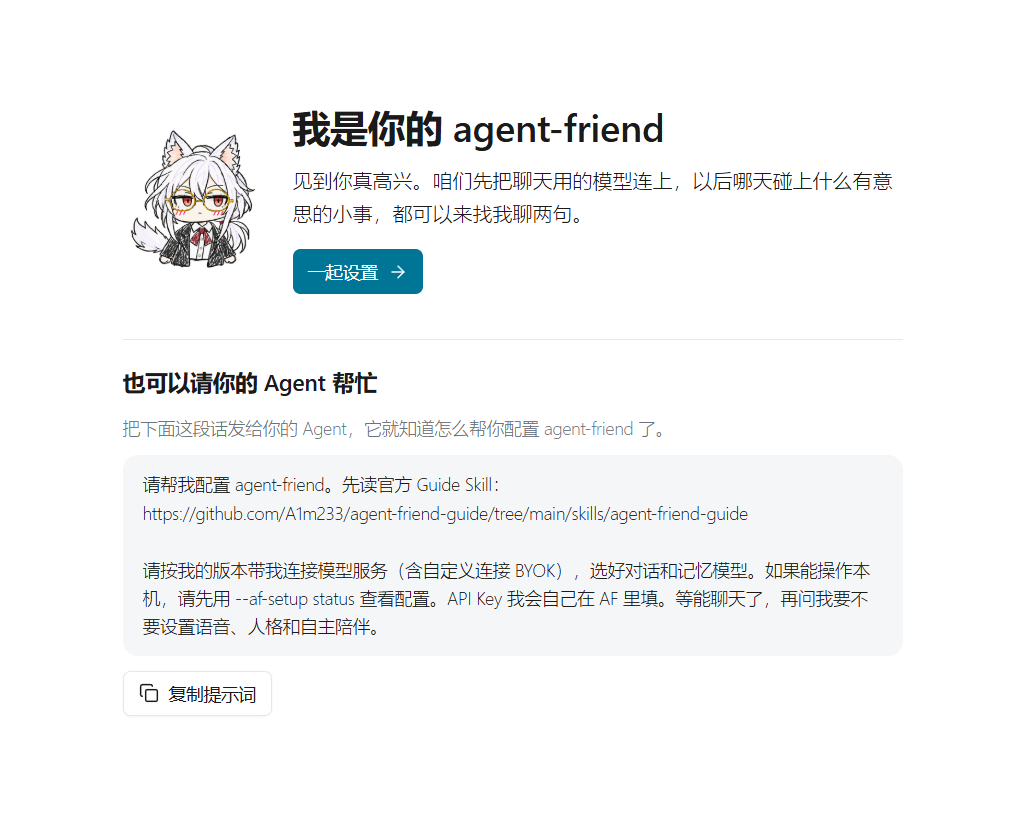 我是你的 agent-friend
见到你真高兴。咱们先把聊天用的模型连上，以后哪天碰上什么有意
思的小事，都可以来找我聊两句。
一起设置
也可以请你的 Agent 帮忙
把下面这段话发给你的 Agent，它就知道怎么帮你配置 agent-friend 了。
请帮我配置 agent-friend。先读官方 Guide Skill：
https://github.com/A1m233/agent-friend-guide/tree/main/skills/agent-friend-guide
请按我的版本带我连接模型服务（含自定义连接 BYOK），选好对话和记忆模型。如果能操作本
机，请先用 --af-setup status 查看配置。API Key 我会自己在 AF 里填。等能聊天了，再问我要不
要设置语音、人格和自主陪伴。
复制提示词